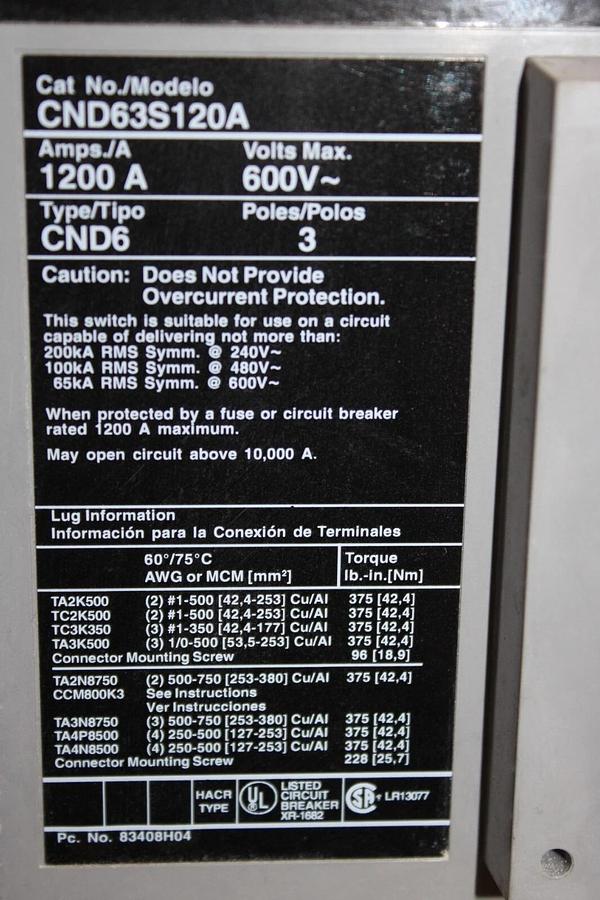 Cat No./Modelo
CND63S120A
Amps./A Volts Max.
1200 A 600V~
Type/Tipo Poles/Polos
CND6 3
Caution: Does Not Provide
Overcurrent Protection.
This switch is suitable for use on a circuit
capable of delivering not more than:
200kA RMS Symm. @ 240V~
100kA RMS Symm. @ 480V~
65kA RMS Symm. @ 600V~
When protected by a fuse or circuit breaker
rated 1200 A maximum.
May open circuit above 10,000 A.
Lug Information
Información para la Conexión de Terminales
60°/75°C Torque
AWG or MCM [mm²] lb.-in.[Nm]
TA2K500 (2) #1-500 [42,4-253] Cu/Al 375 [42,4]
TC2K500 (2) #1-500 [42,4-253] Cu/Al 375 [42,4]
TC3K350 (3) #1-350 [42,4-177] Cu/Al 375 [42,4]
TA3K500 (3) 1/0-500 [53,5-253] Cu/Al 375 [42,4]
Connector Mounting Screw 96 [18,9]
TA2N8750 (2) 500-750 [253-380] Cu/Al 375 [42,4]
CCM800K3 See Instructions
Ver Instrucciones
TA3N8750 (3) 500-750 [253-380] Cu/Al 375 [42,4]
TA4P8500 (4) 250-500 [127-253] Cu/Al 375 [42,4]
TA4N8500 (4) 250-500 [127-253] Cu/Al 375 [42,4]
Connector Mounting Screw 228 [25,7]
HACR TYPE
UL
LISTED
CIRCUIT
BREAKER
XR-1682
SA LR13077
Pc. No. 83408H04